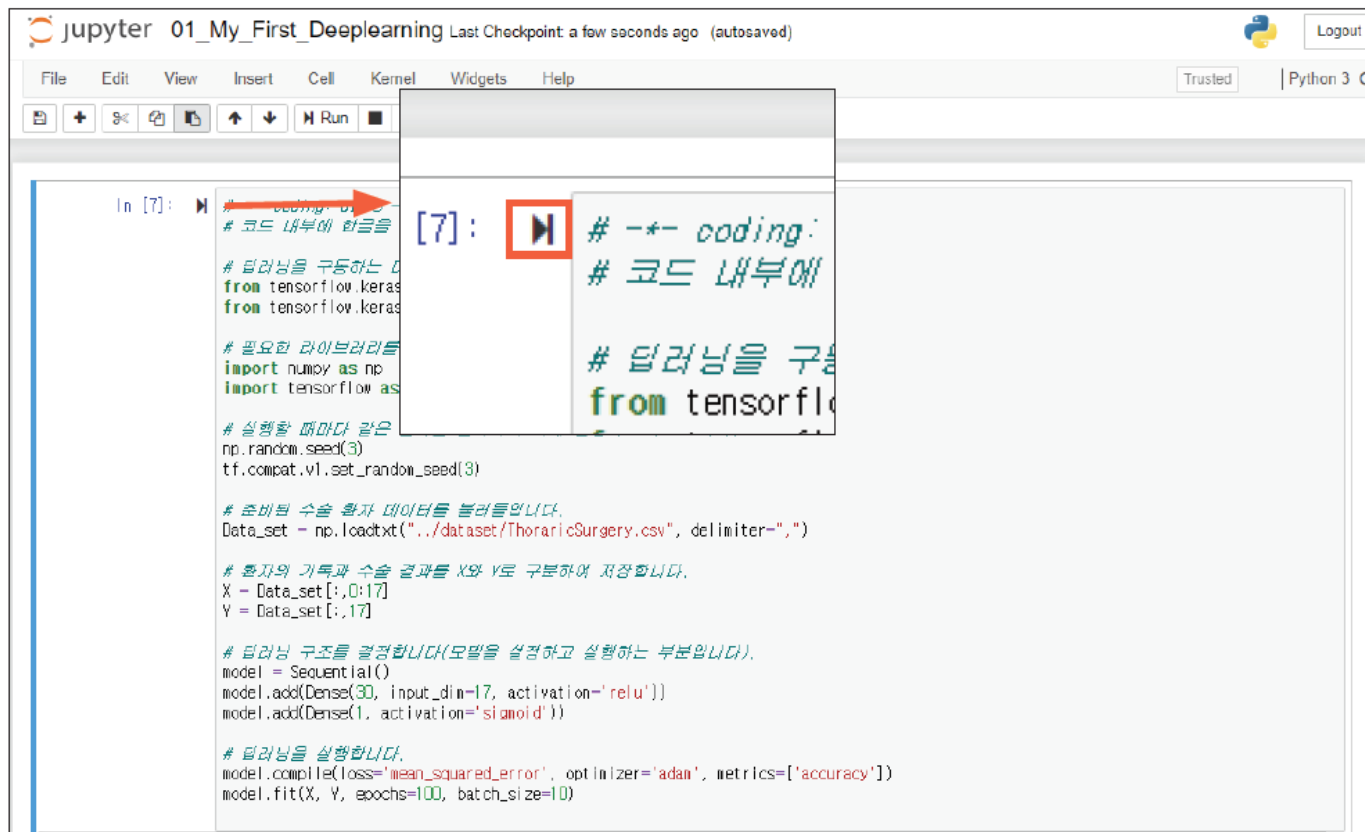 jupyter 01_My_First_Deeplearning Last Checkpoint: a few seconds ago (autosaved)
Logout
File Edit View Insert Cell Kernel Widgets Help
Trusted
Python 3
Run
In [7]:
# 코드 내부에 한글을
# 딥러닝을 구동하는
from tensorflow.keras
from tensorflow.keras
# 필요한 라이브러리를
import numpy as np
import tensorflow as
# 실행할 때마다 같은
np.random.seed(3)
tf.compat.v1.set_random_seed(3)
# 준비된 수술 환자 데이터를 불러들입니다.
Data_set = np.loadtxt("../dataset/ThoraricSurgery.csv", delimiter=",")
# 환자의 기록과 수술 결과를 X와 Y로 구분하여 저장합니다.
X = Data_set[:,0:17]
Y = Data_set[:,17]
# 딥러닝 구조를 결정합니다(모델을 설정하고 실행하는 부분입니다).
model = Sequential()
model.add(Dense(30, input_dim=17, activation='relu'))
model.add(Dense(1, activation='sigmoid'))
# 딥러닝을 실행합니다.
model.compile(loss='mean_squared_error', optimizer='adam', metrics=['accuracy'])
model.fit(X, Y, epochs=100, batch_size=10)
[7]:
# -*- coding:
# 코드 내부에
# 딥러닝을
from tensorflo